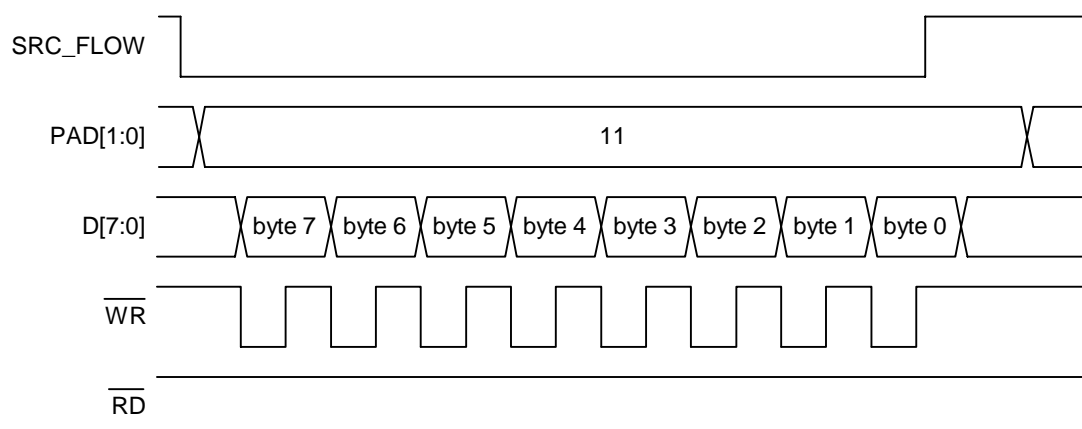 SRC_FLOW
PAD[1:0] 11
D[7:0] byte 7 byte 6 byte 5 byte 4 byte 3 byte 2 byte 1 byte 0
WR
RD